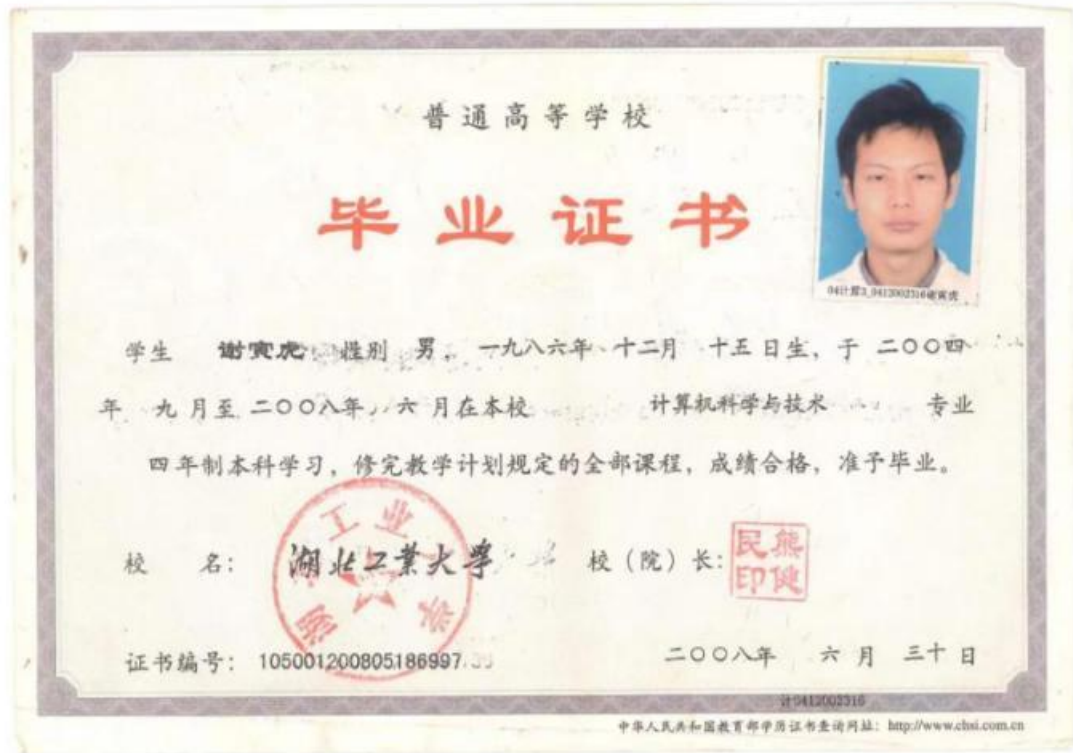 普通高等学校
毕业证书
04计算3_0412002316谢寅虎
学生 谢寅虎 性别 男, 一九八六年 十二月 十五日生, 于 二〇〇四
年 九月至二〇〇八年 六月在本校 计算机科学与技术 专业
四年制本科学习, 修完教学计划规定的全部课程, 成绩合格, 准予毕业。
校 名: 湖北工業大學 校(院)长: 熊健民印
湖北工业大学
证书编号: 105001200805186997 二〇〇八年 六月 三十日
计0412002316
中华人民共和国教育部学历证书查询网址: http://www.chsi.com.cn